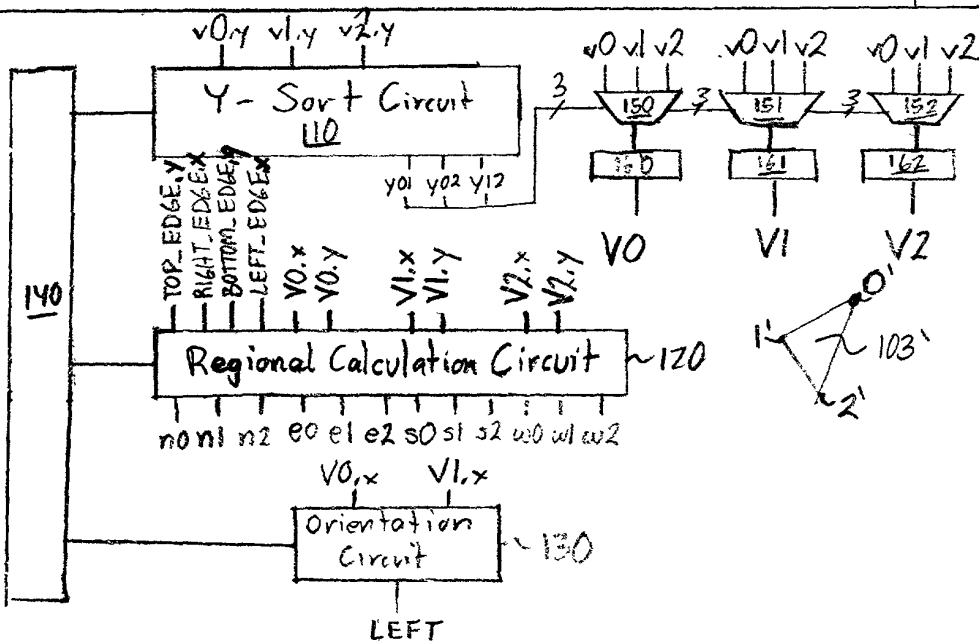 v0.y v1.y v2.y
Y-Sort Circuit
110
y01 y02 y12
3
v0 v1 v2
150
3
v0 v1 v2
151
3
v0 v1 v2
152
160
161
162
V0
V1
V2
140
TOP_EDGE.y
RIGHT_EDGE.x
BOTTOM_EDGE.y
LEFT_EDGE.x
V0.x
V0.y
V1.x
V1.y
V2.x
V2.y
Regional Calculation Circuit
120
n0 n1 n2 e0 e1 e2 s0 s1 s2 w0 w1 w2
0'
1'
103'
2'
V0.x V1.x
Orientation
Circuit
130
LEFT